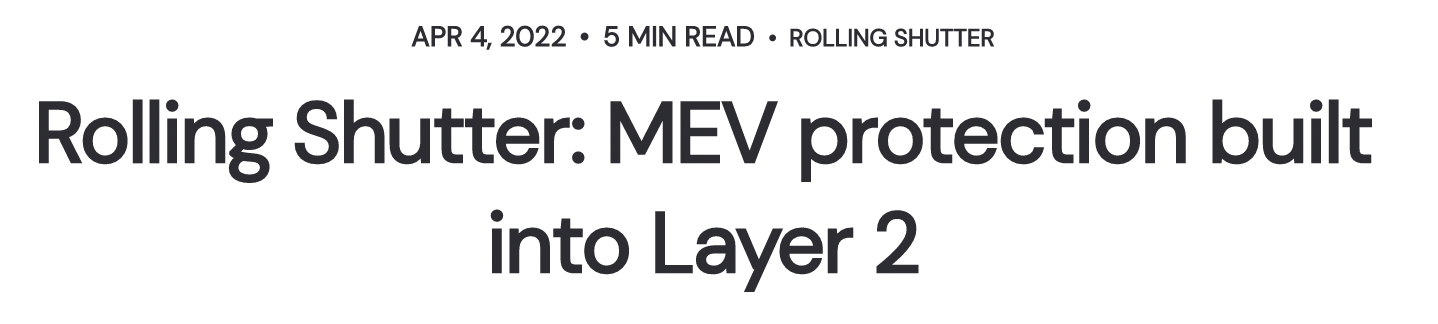 APR 4, 2022 • 5 MIN READ • ROLLING SHUTTER
Rolling Shutter: MEV protection built
into Layer 2